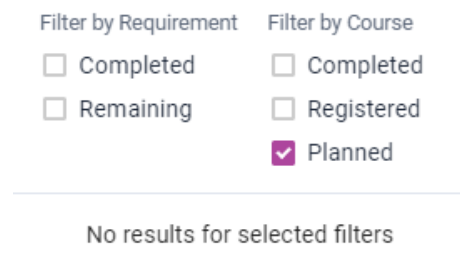 Filter by Requirement
Completed
Remaining
Filter by Course
Completed
Registered
Planned
No results for selected filters